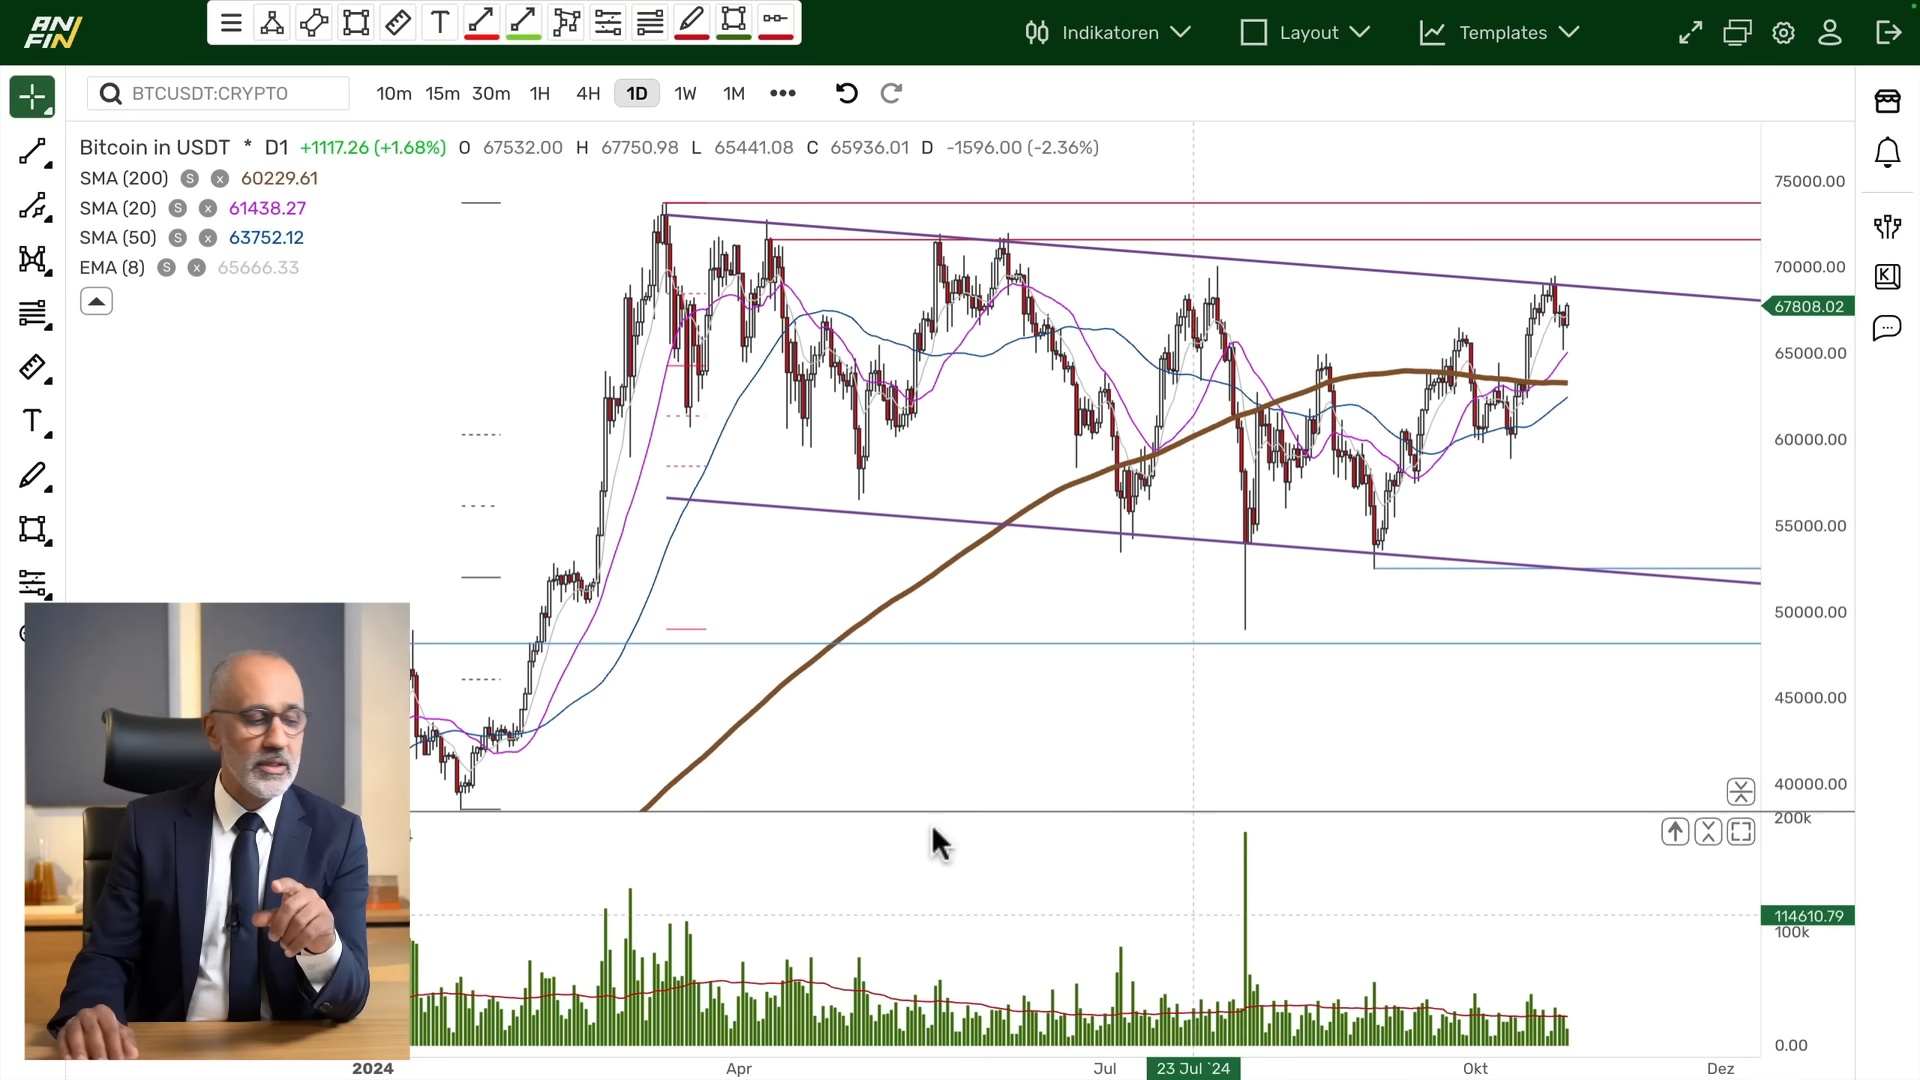 AN
FIN
T
Indikatoren
Layout
Templates
BTCUSDT:CRYPTO
10m 15m 30m 1H 4H 1D 1W 1M •••
Bitcoin in USDT * D1 +1117.26 (+1.68%) O 67532.00 H 67750.98 L 65441.08 C 65936.01 D -1596.00 (-2.36%)
SMA (200) S x 60229.61
SMA (20) S x 61438.27
SMA (50) S x 63752.12
EMA (8) S x 65666.33
T
K
75000.00
70000.00
67808.02
65000.00
60000.00
55000.00
50000.00
45000.00
40000.00
200k
114610.79
100k
0.00
2024 Apr Jul 23 Jul `24 Okt Dez